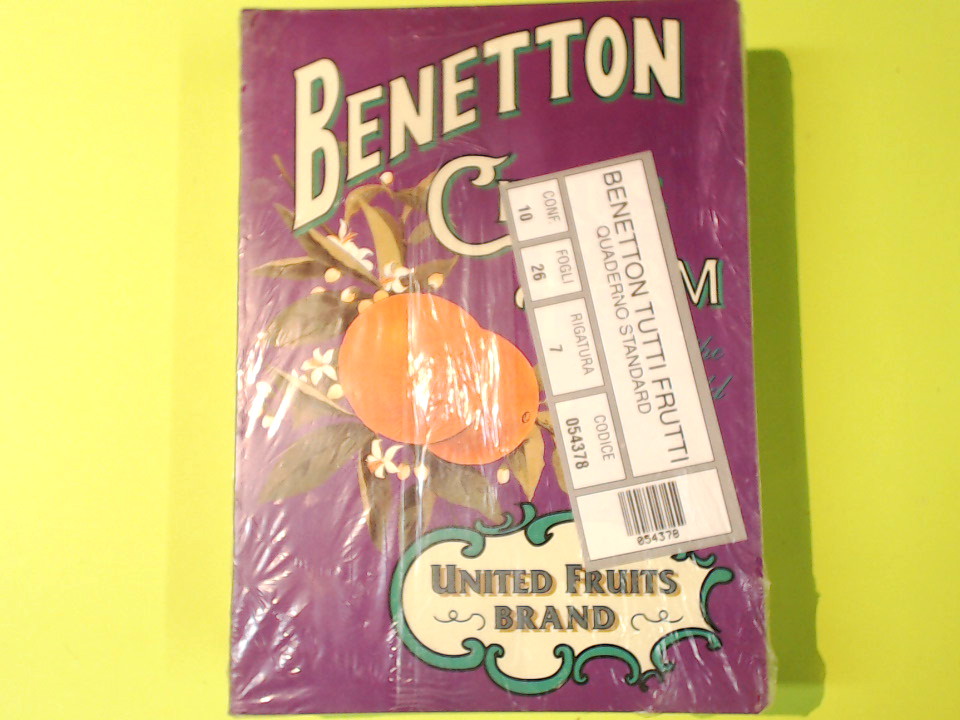 BENETTON
UNITED FRUITS
BRAND
BENETTON TUTTI FRUTTI
QUADERNO STANDARD
CONF
10
FOGLI
26
RIGATURA
7
CODICE
054378
054378